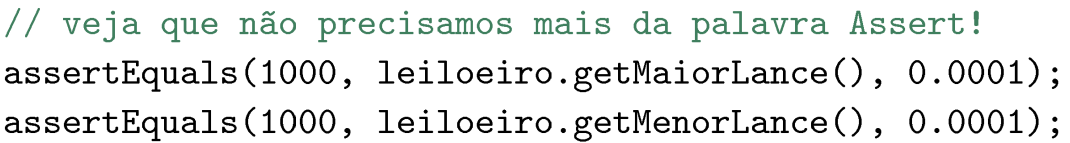 // veja que não precisamos mais da palavra Assert!
assertEquals(1000, leiloeiro.getMaiorLance(), 0.0001);
assertEquals(1000, leiloeiro.getMenorLance(), 0.0001);